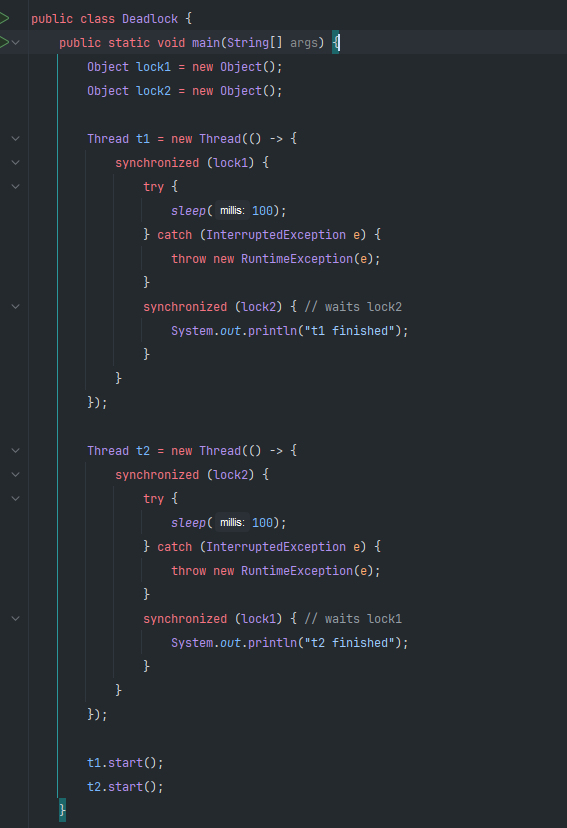 public class Deadlock {
    public static void main(String[] args) {
        Object lock1 = new Object();
        Object lock2 = new Object();

        Thread t1 = new Thread(() -> {
            synchronized (lock1) {
                try {
                    sleep( millis: 100);
                } catch (InterruptedException e) {
                    throw new RuntimeException(e);
                }
                synchronized (lock2) { // waits lock2
                    System.out.println("t1 finished");
                }
            }
        });

        Thread t2 = new Thread(() -> {
            synchronized (lock2) {
                try {
                    sleep( millis: 100);
                } catch (InterruptedException e) {
                    throw new RuntimeException(e);
                }
                synchronized (lock1) { // waits lock1
                    System.out.println("t2 finished");
                }
            }
        });

        t1.start();
        t2.start();
    }